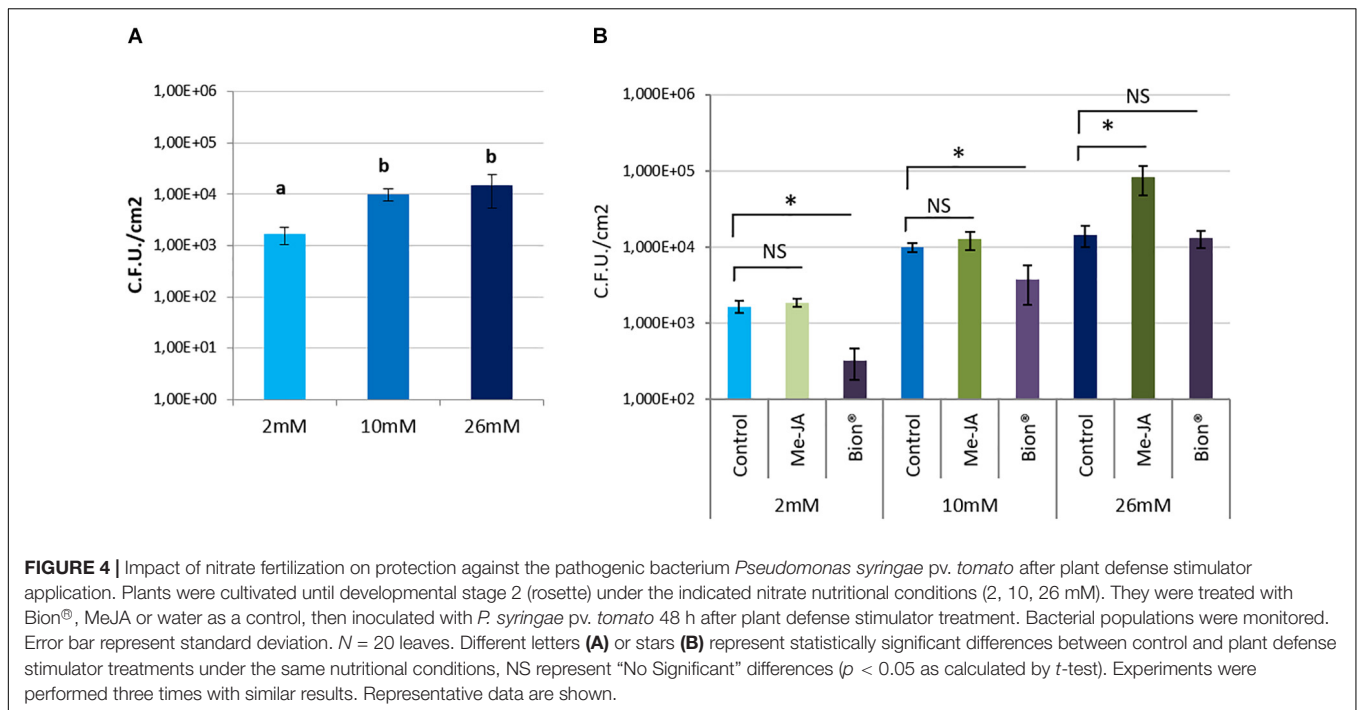 A
B
1,00E+06
1,00E+05
1,00E+04
1,00E+03
1,00E+02
1,00E+01
1,00E+00
C.F.U./cm2
a
b
b
2mM
10mM
26mM
1,000E+06
1,000E+05
1,000E+04
1,000E+03
1,000E+02
C.F.U./cm2
NS
*
NS
*
NS
*
Control
Me-JA
Bion®
Control
Me-JA
Bion®
Control
Me-JA
Bion®
2mM
10mM
26mM
FIGURE 4 | Impact of nitrate fertilization on protection against the pathogenic bacterium Pseudomonas syringae pv. tomato after plant defense stimulator
application. Plants were cultivated until developmental stage 2 (rosette) under the indicated nitrate nutritional conditions (2, 10, 26 mM). They were treated with
Bion®, MeJA or water as a control, then inoculated with P. syringae pv. tomato 48 h after plant defense stimulator treatment. Bacterial populations were monitored.
Error bar represent standard deviation. N = 20 leaves. Different letters (A) or stars (B) represent statistically significant differences between control and plant defense
stimulator treatments under the same nutritional conditions, NS represent “No Significant” differences (p < 0.05 as calculated by t-test). Experiments were
performed three times with similar results. Representative data are shown.